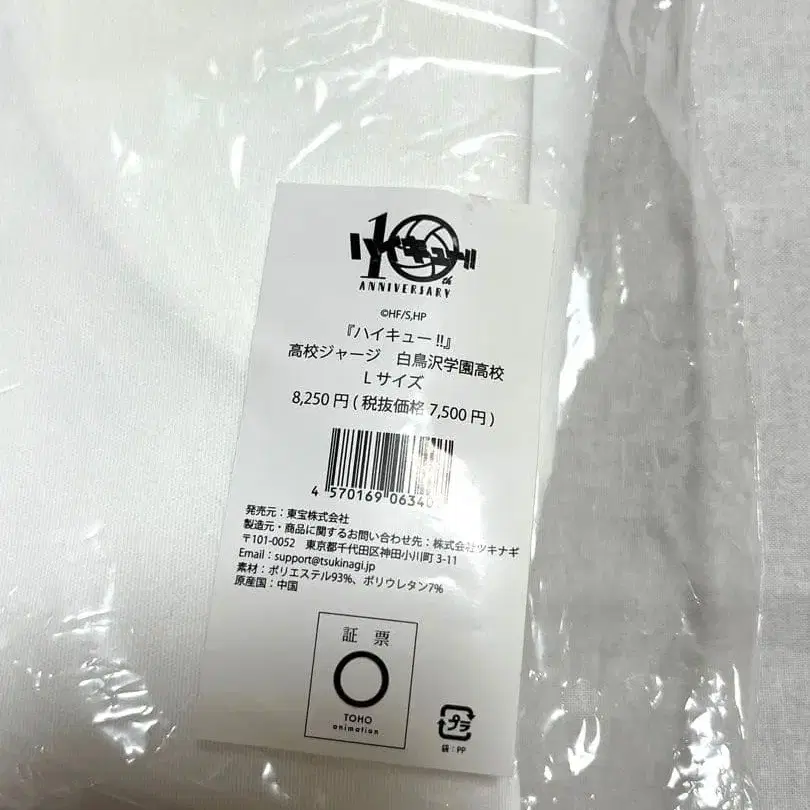 ハイキュー!!
10th
ANNIVERSARY
©HF/S,HP
『ハイキュー!!』
高校ジャージ 白鳥沢学園高校
Lサイズ
8,250円(税抜価格 7,500円)
4 570169 06340
発売元:東宝株式会社
製造元・商品に関するお問い合わせ先:株式会社ツキナギ
〒101-0052 東京都千代田区神田小川町 3-11
Email:support@tsukinagi.jp
素材:ポリエステル93%、ポリウレタン7%
原産国:中国
証票
TOHO
animation
プラ
袋:PP